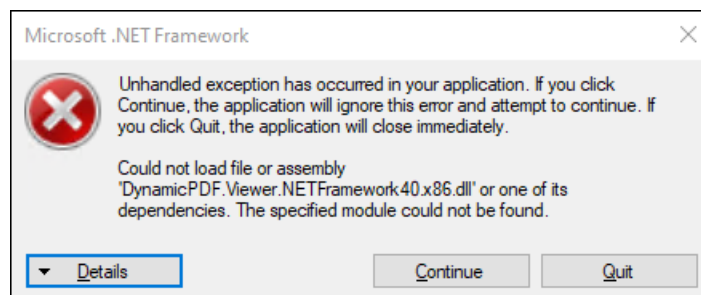 Microsoft .NET Framework
Unhandled exception has occurred in your application. If you click
Continue, the application will ignore this error and attempt to continue. If
you click Quit, the application will close immediately.
Could not load file or assembly
'DynamicPDF.Viewer.NETFramework40.x86.dll' or one of its
dependencies. The specified module could not be found.
Details
Continue
Quit